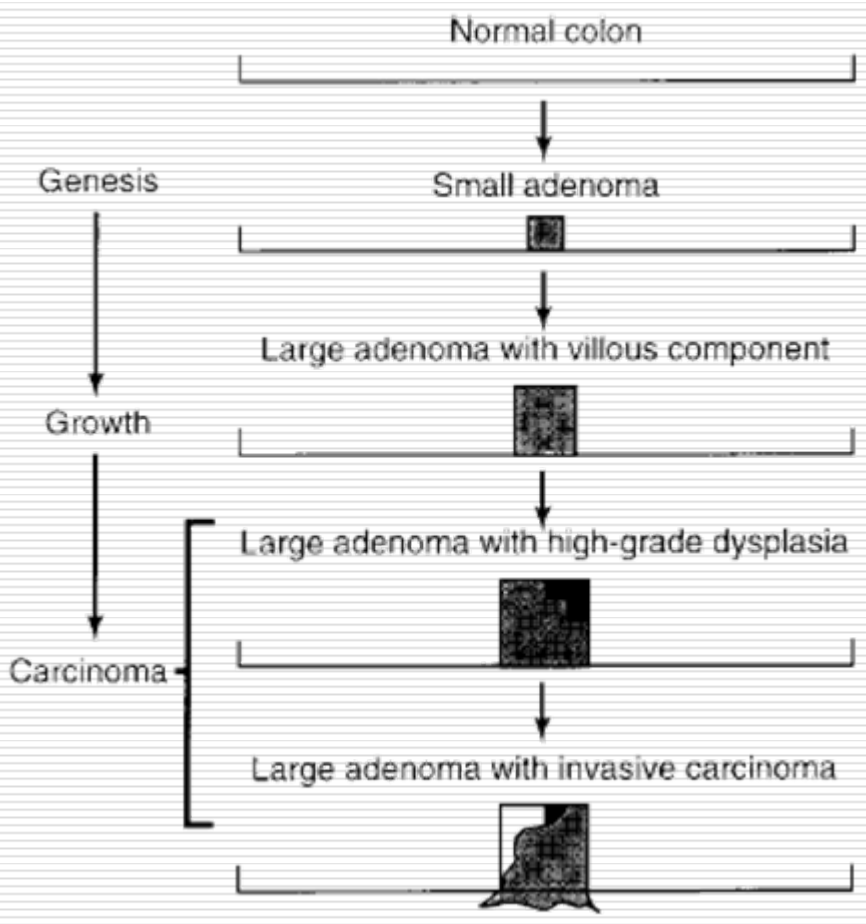 Normal colon
Genesis
Small adenoma
Large adenoma with villous component
Growth
Large adenoma with high-grade dysplasia
Carcinoma
Large adenoma with invasive carcinoma